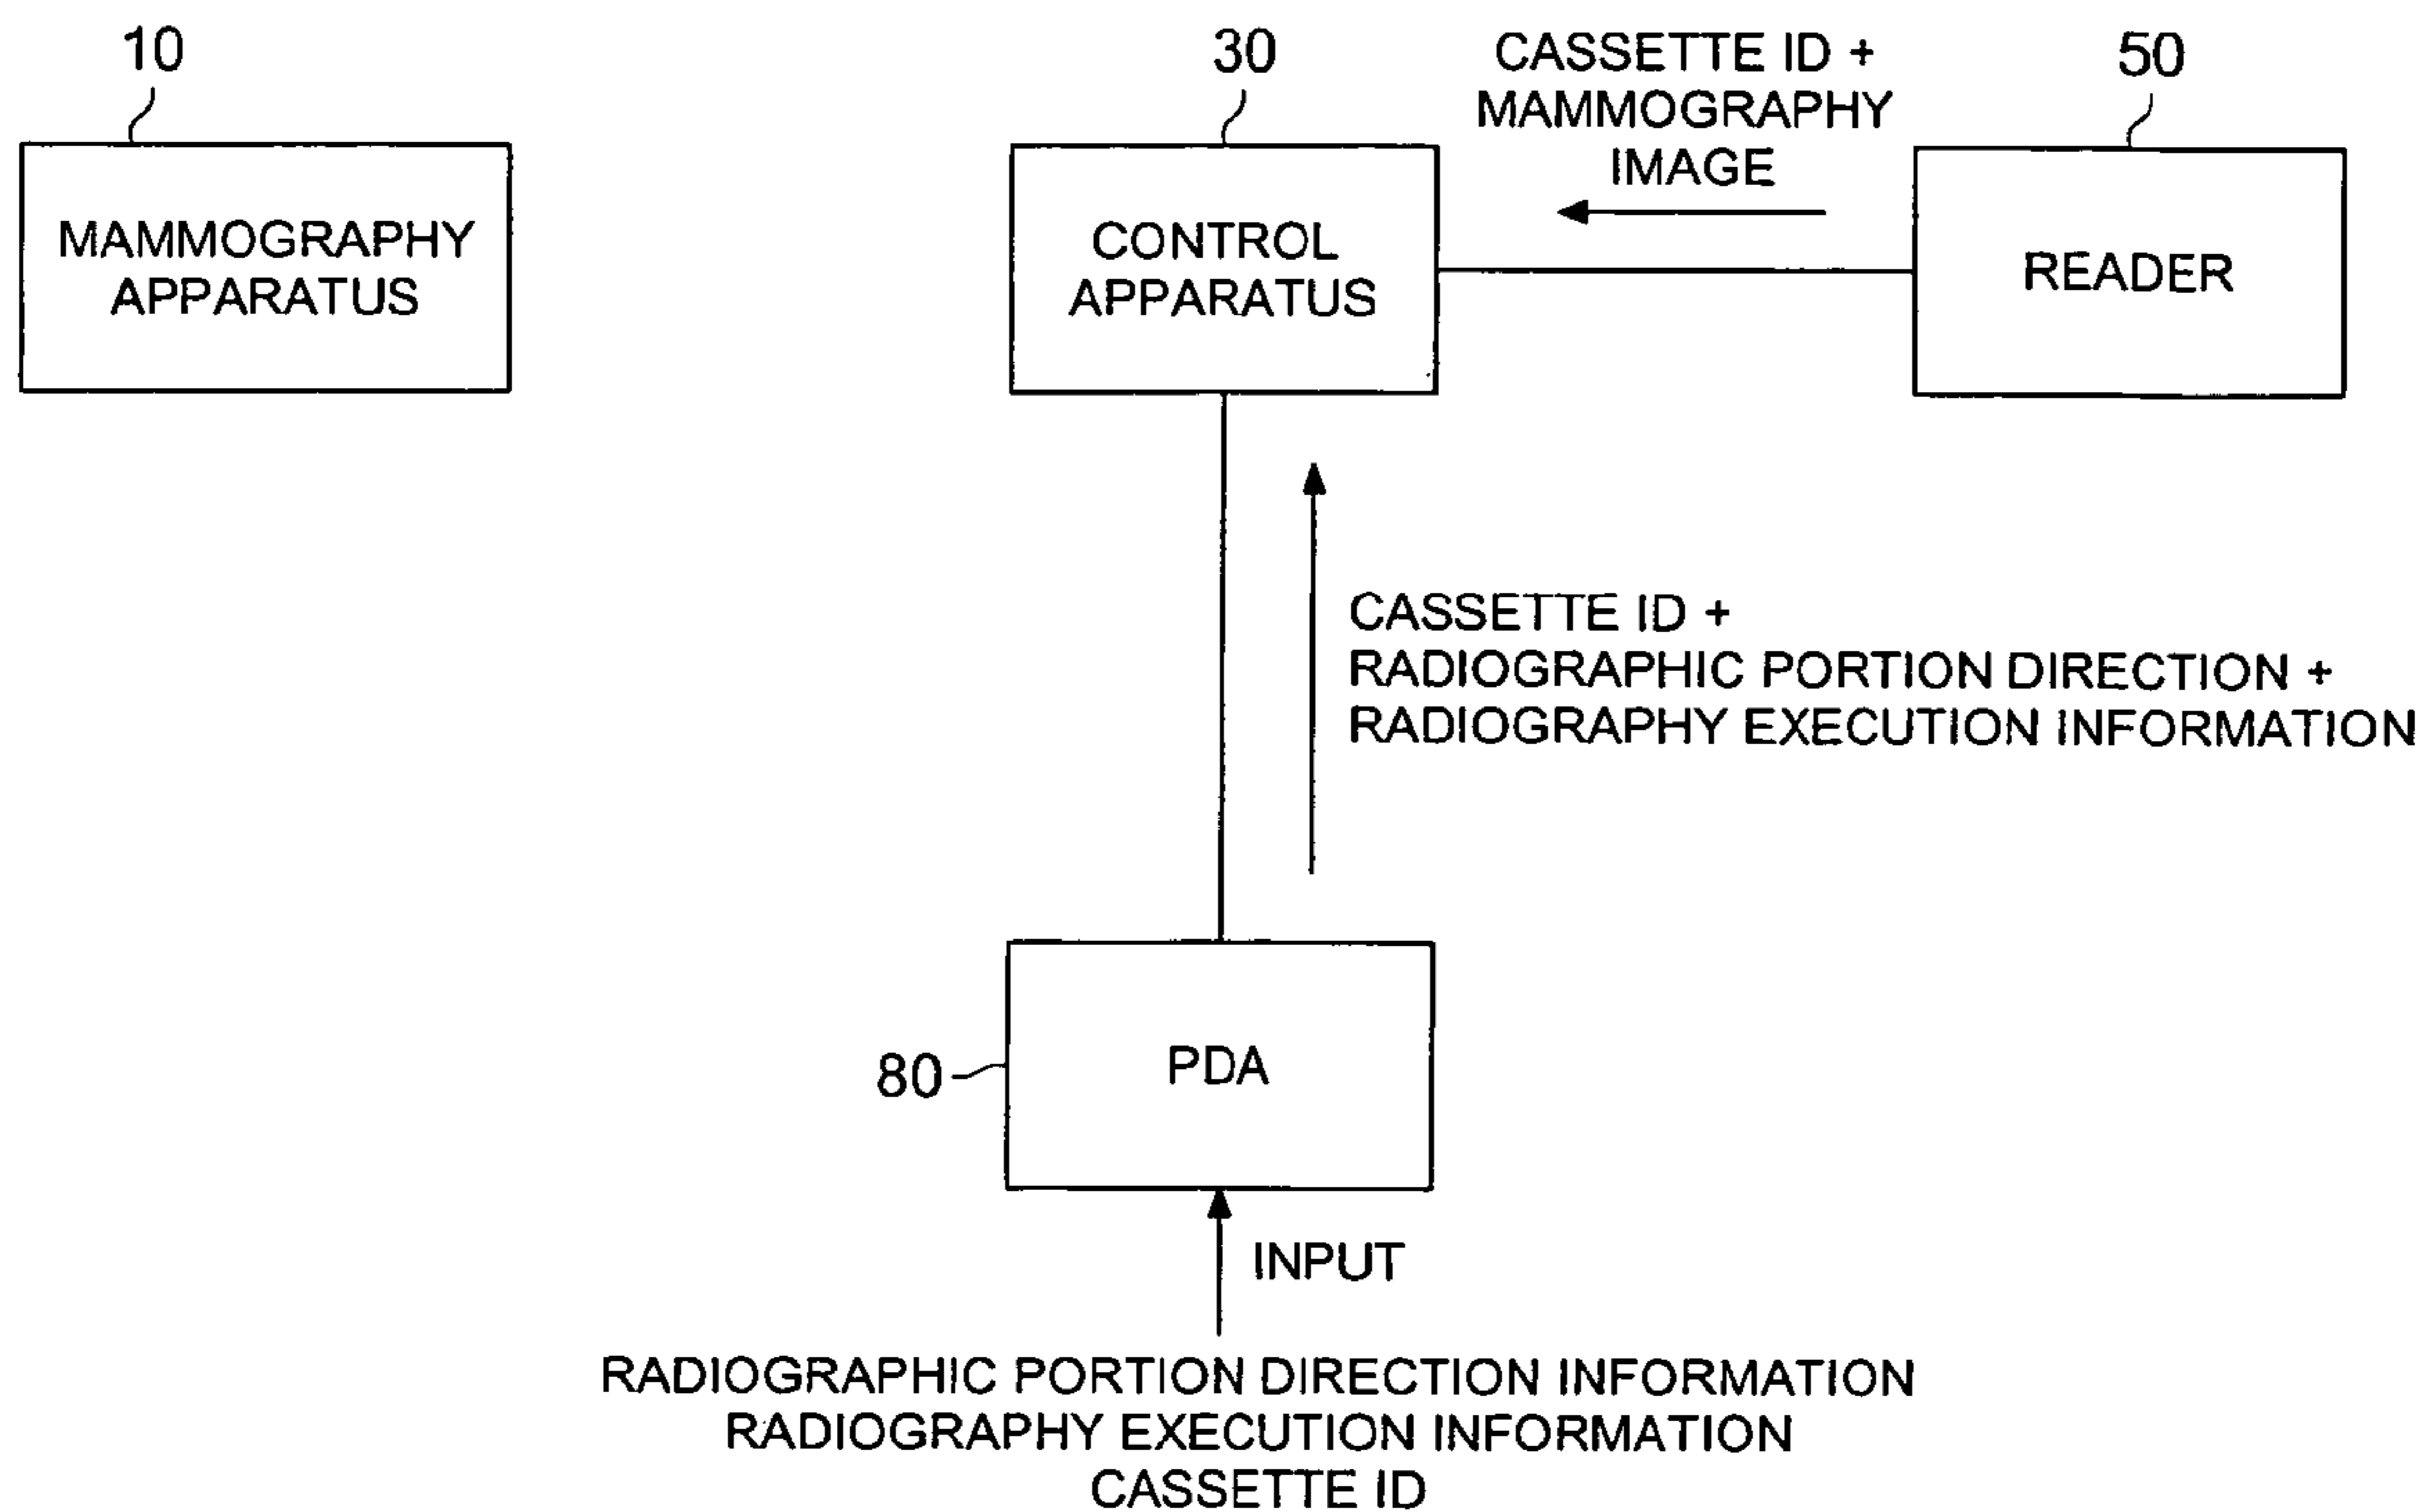 10
30
CASSETTE ID +
MAMMOGRAPHY
IMAGE
50
MAMMOGRAPHY
APPARATUS
CONTROL
APPARATUS
READER
CASSETTE ID +
RADIOGRAPHIC PORTION DIRECTION +
RADIOGRAPHY EXECUTION INFORMATION
80
PDA
INPUT
RADIOGRAPHIC PORTION DIRECTION INFORMATION
RADIOGRAPHY EXECUTION INFORMATION
CASSETTE ID